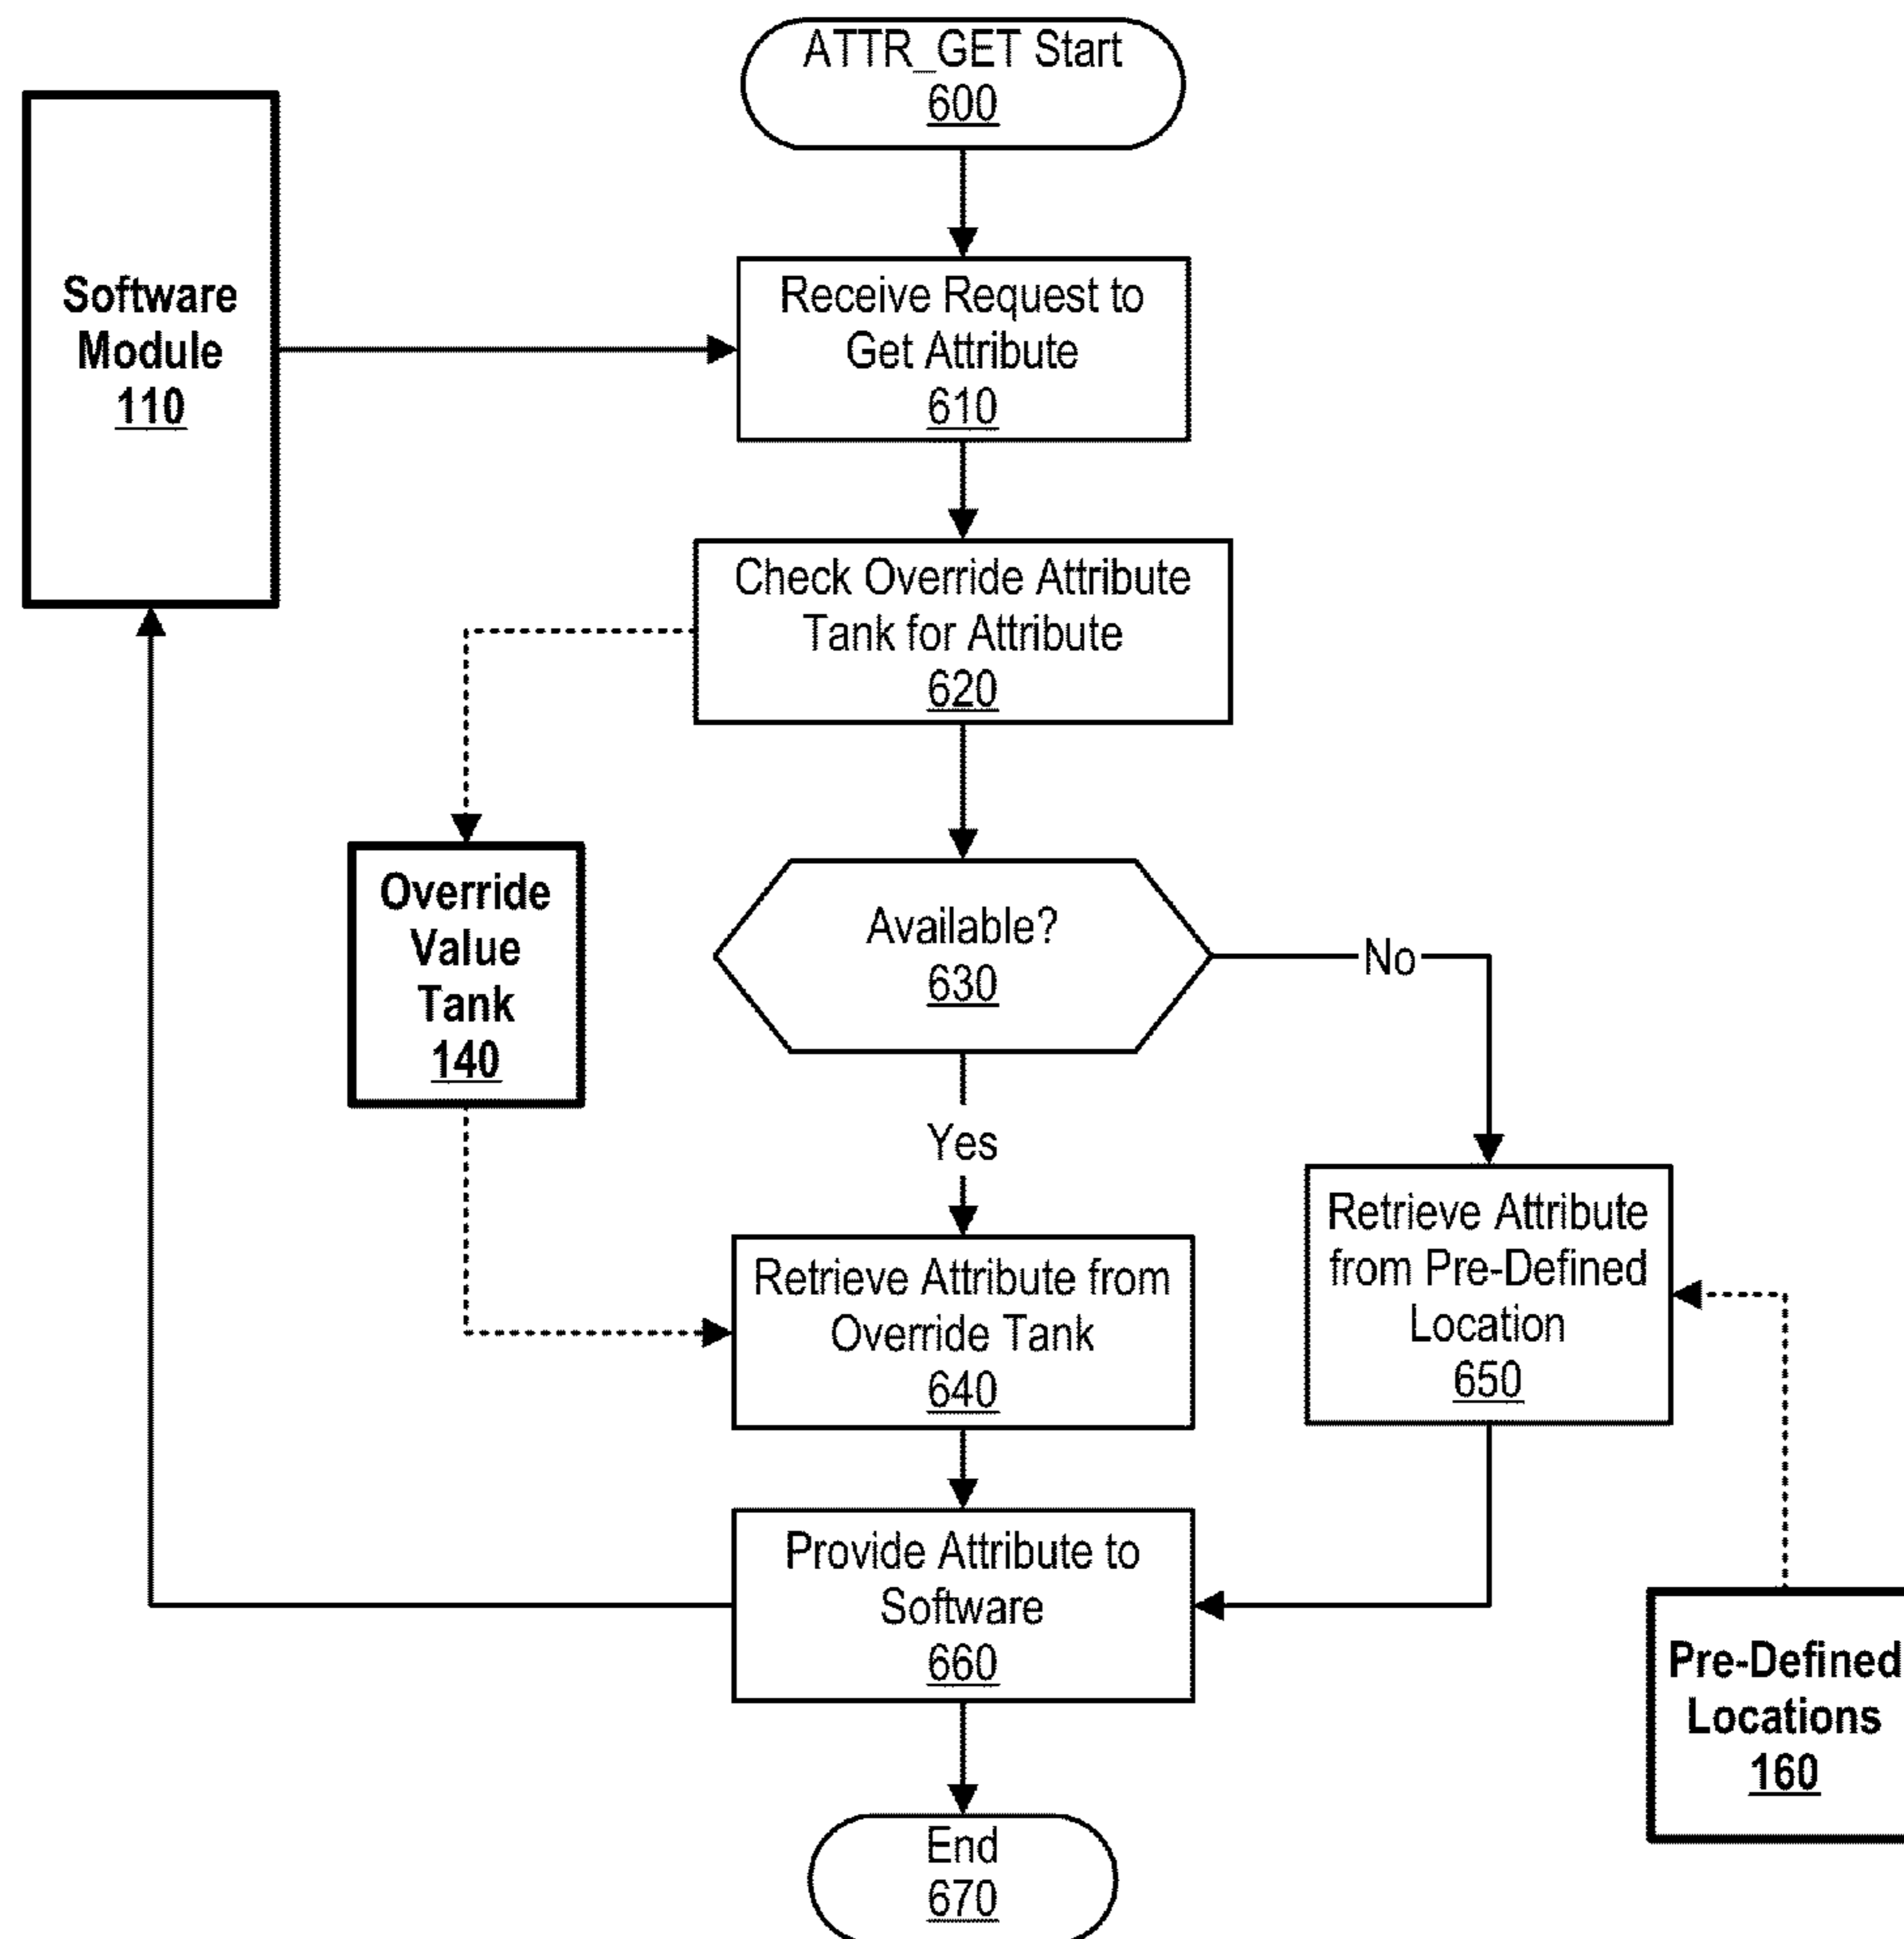 ATTR_GET Start
600
Software
Module
110
Receive Request to
Get Attribute
610
Check Override Attribute
Tank for Attribute
620
Override
Value
Tank
140
Available?
630
No
Yes
Retrieve Attribute from
Override Tank
640
Retrieve Attribute
from Pre-Defined
Location
650
Provide Attribute to
Software
660
Pre-Defined
Locations
160
End
670